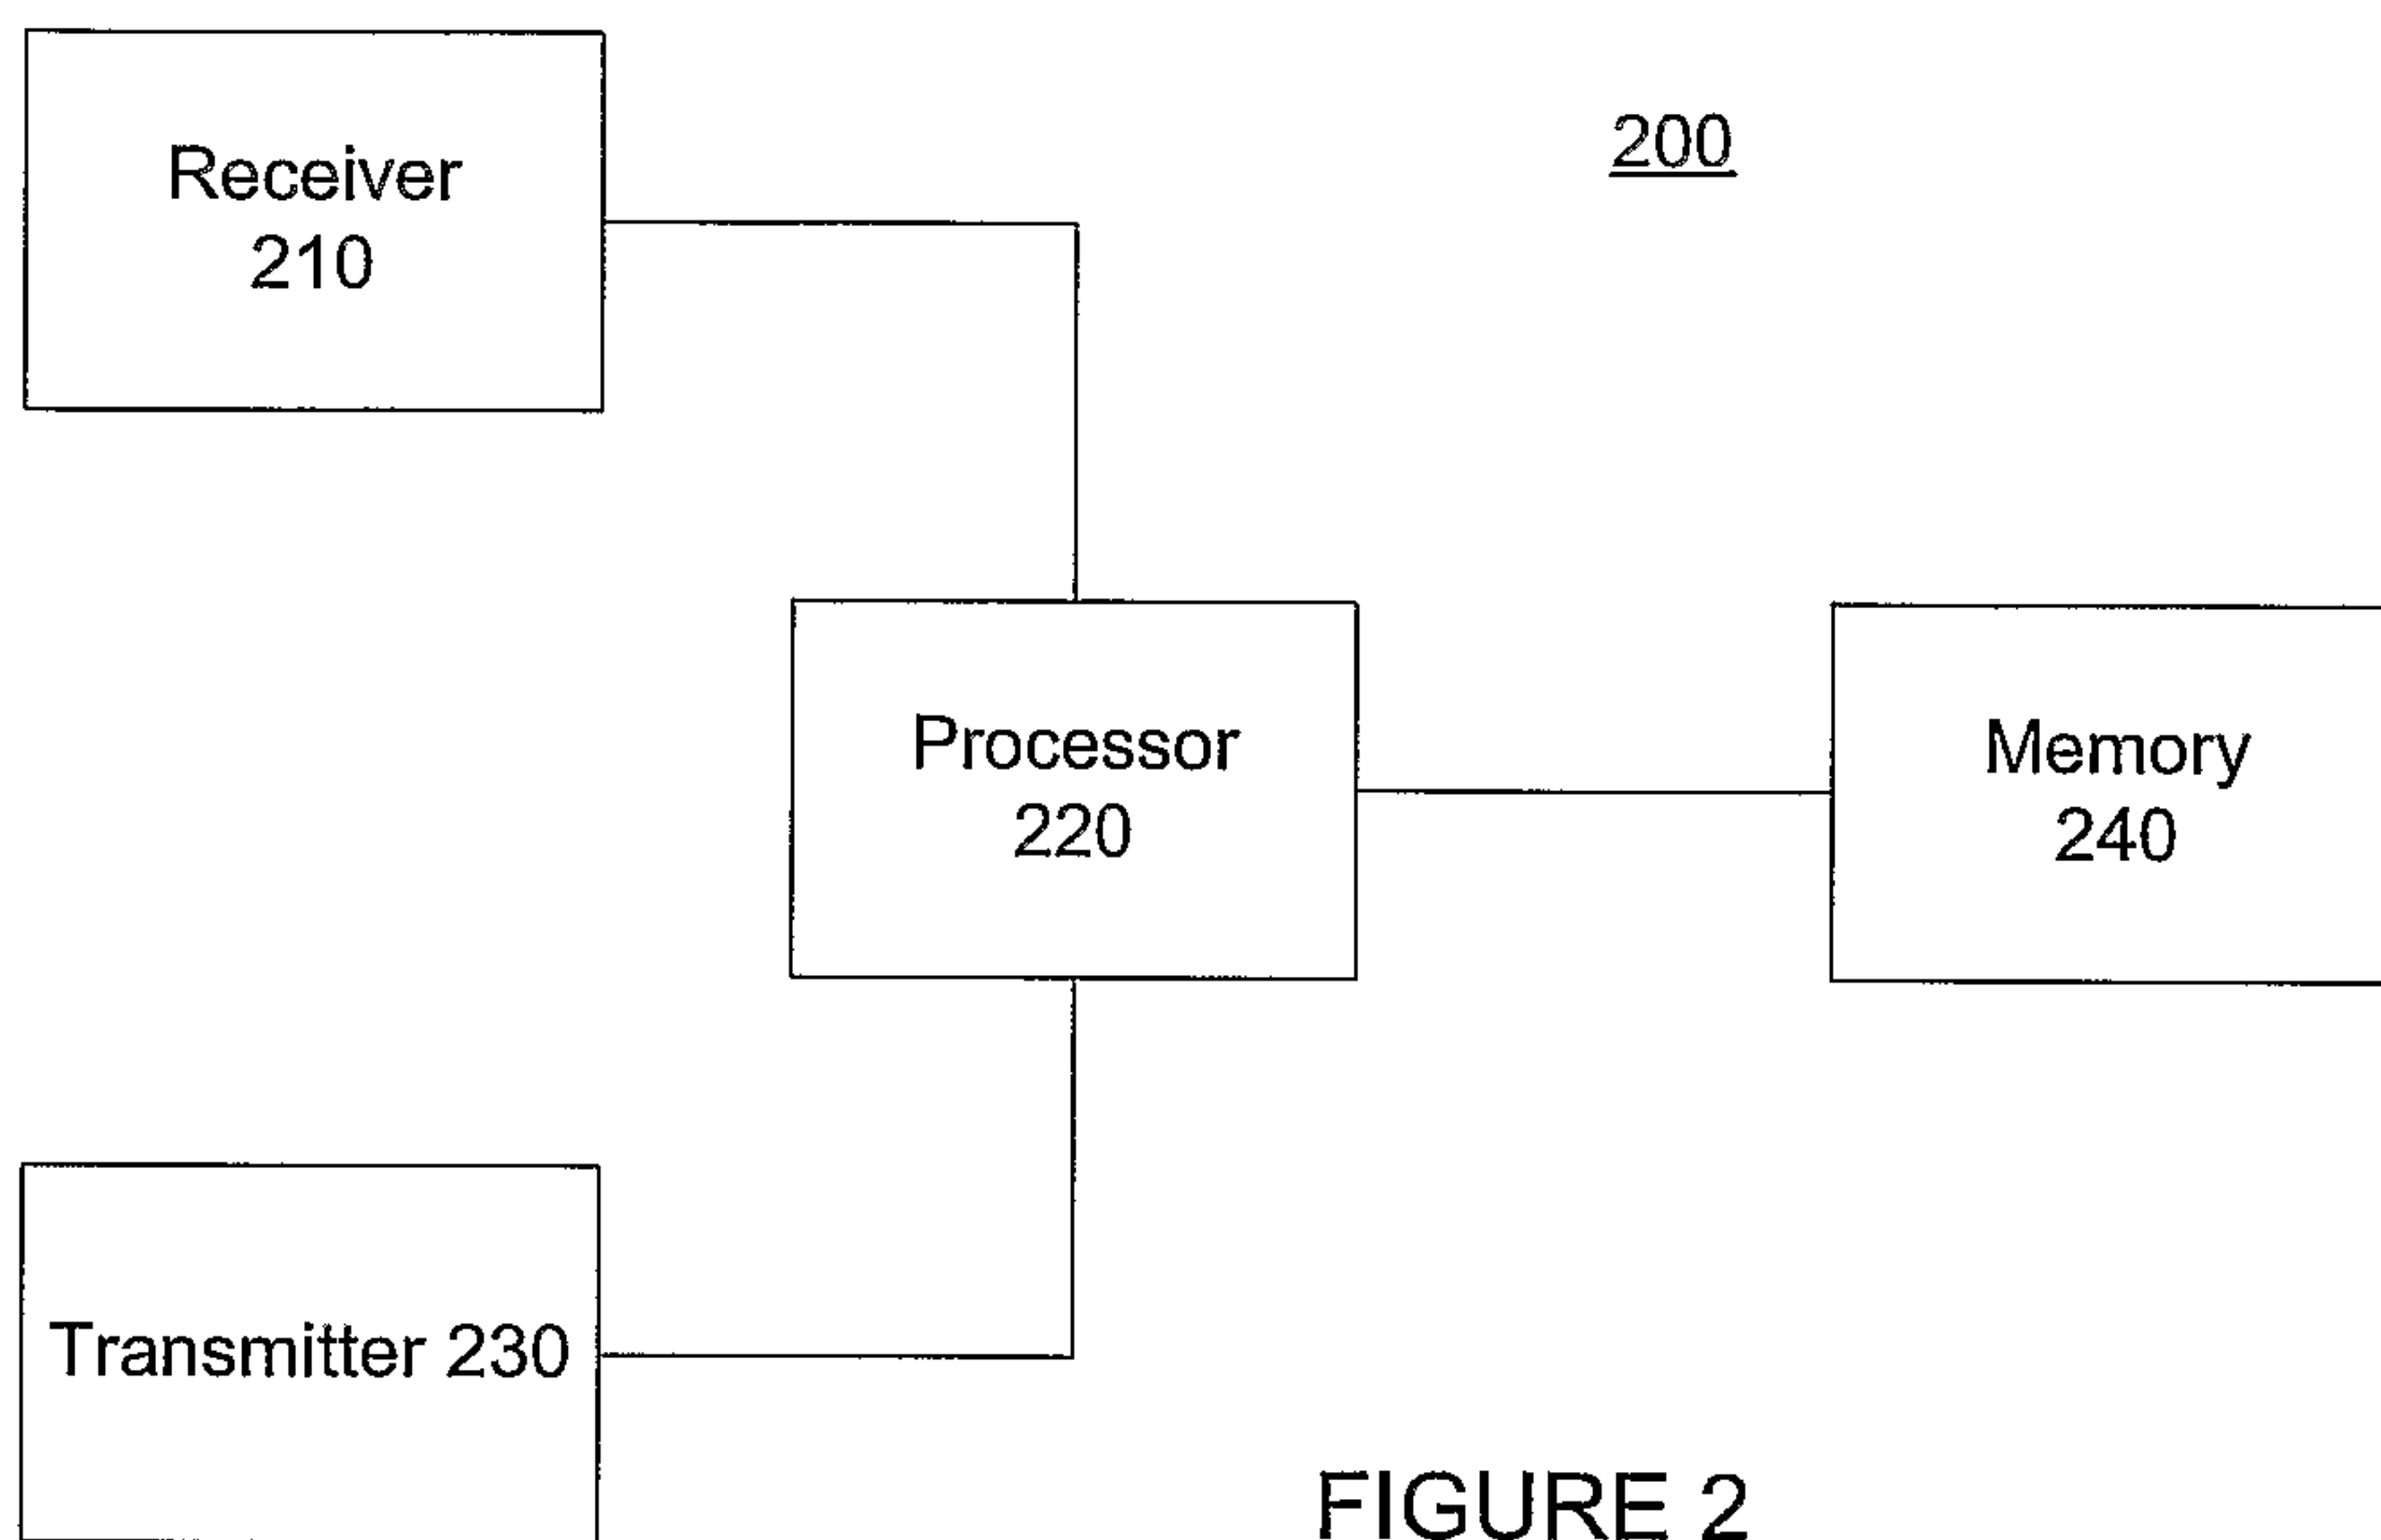 Receiver
210
200
Processor
220
Memory
240
Transmitter 230
FIGURE 2